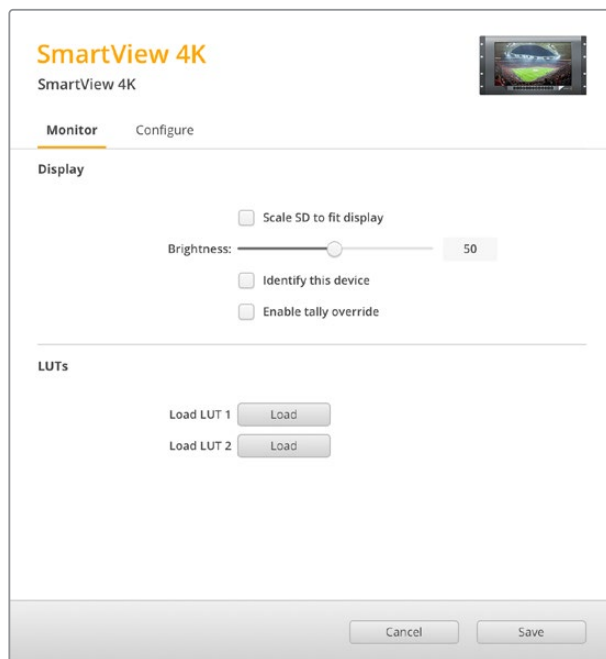 SmartView 4K
SmartView 4K
Monitor Configure
Display
Scale SD to fit display
Brightness: 50
Identify this device
Enable tally override
LUTs
Load LUT 1 Load
Load LUT 2 Load
Cancel Save